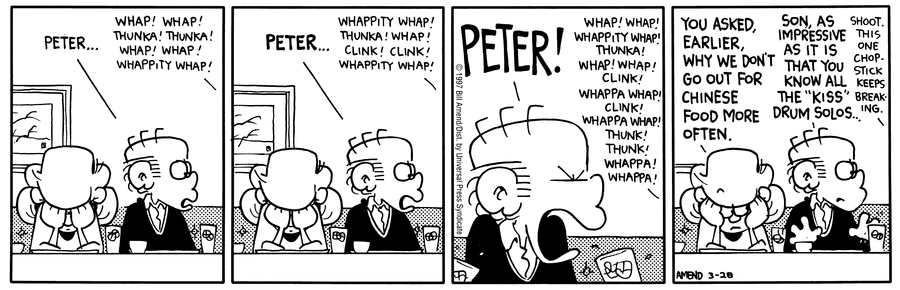 PETER...
WHAP! WHAP!
THUNKA! THUNKA!
WHAP! WHAP!
WHAPPITY WHAP!
PETER...
WHAPPITY WHAP!
THUNKA! WHAP!
CLINK! CLINK!
WHAPPITY WHAP!
PETER!
WHAP! WHAP!
WHAPPITY WHAP!
THUNKA!
WHAP! WHAP!
CLINK!
WHAPPA WHAP!
CLINK!
WHAPPA WHAP!
THUNK!
THUNK!
WHAPPA!
WHAPPA!
© 1997 Bill Amend/Dist. by Universal Press Syndicate
YOU ASKED,
EARLIER,
WHY WE DON'T
GO OUT FOR
CHINESE
FOOD MORE
OFTEN.
SON, AS
IMPRESSIVE
AS IT IS
THAT YOU
KNOW ALL
THE "KISS"
DRUM SOLOS...
SHOOT.
THIS
ONE
CHOP-
STICK
KEEPS
BREAK-
ING.
AMEND 3-28